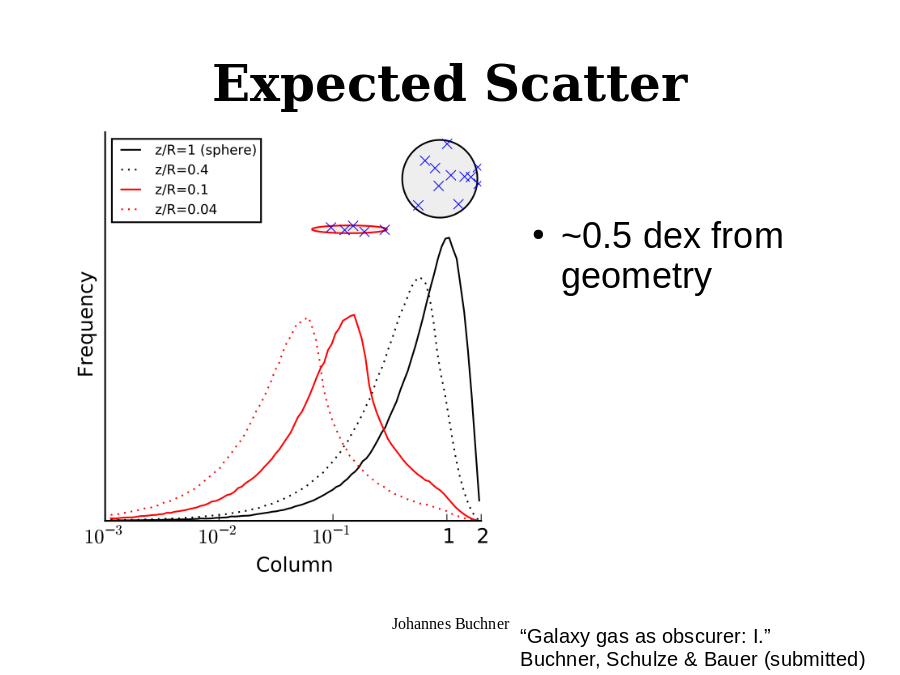 Expected Scatter
z/R=1 (sphere)
z/R=0.4
z/R=0.1
z/R=0.04
Frequency
10⁻³ 10⁻² 10⁻¹ 1 2
Column
• ~0.5 dex from
geometry
Johannes Buchner
“Galaxy gas as obscurer: I.”
Buchner, Schulze & Bauer (submitted)